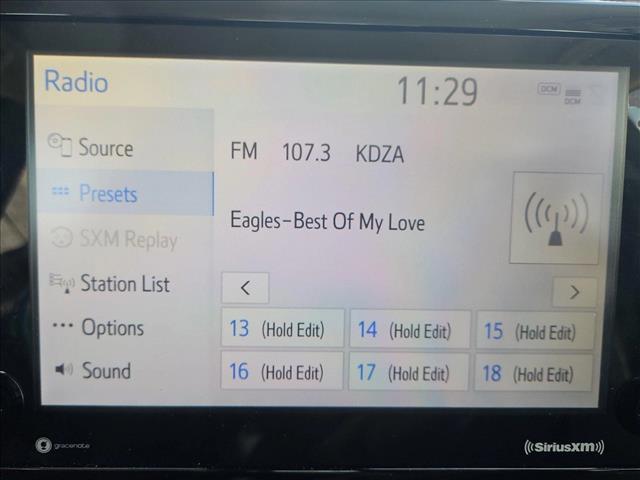 Radio
11:29
DCM
DCM
Source
Presets
SXM Replay
Station List
Options
Sound
FM 107.3 KDZA
Eagles-Best Of My Love
<
>
13 (Hold Edit)
14 (Hold Edit)
15 (Hold Edit)
16 (Hold Edit)
17 (Hold Edit)
18 (Hold Edit)
gracenote
SiriusXM